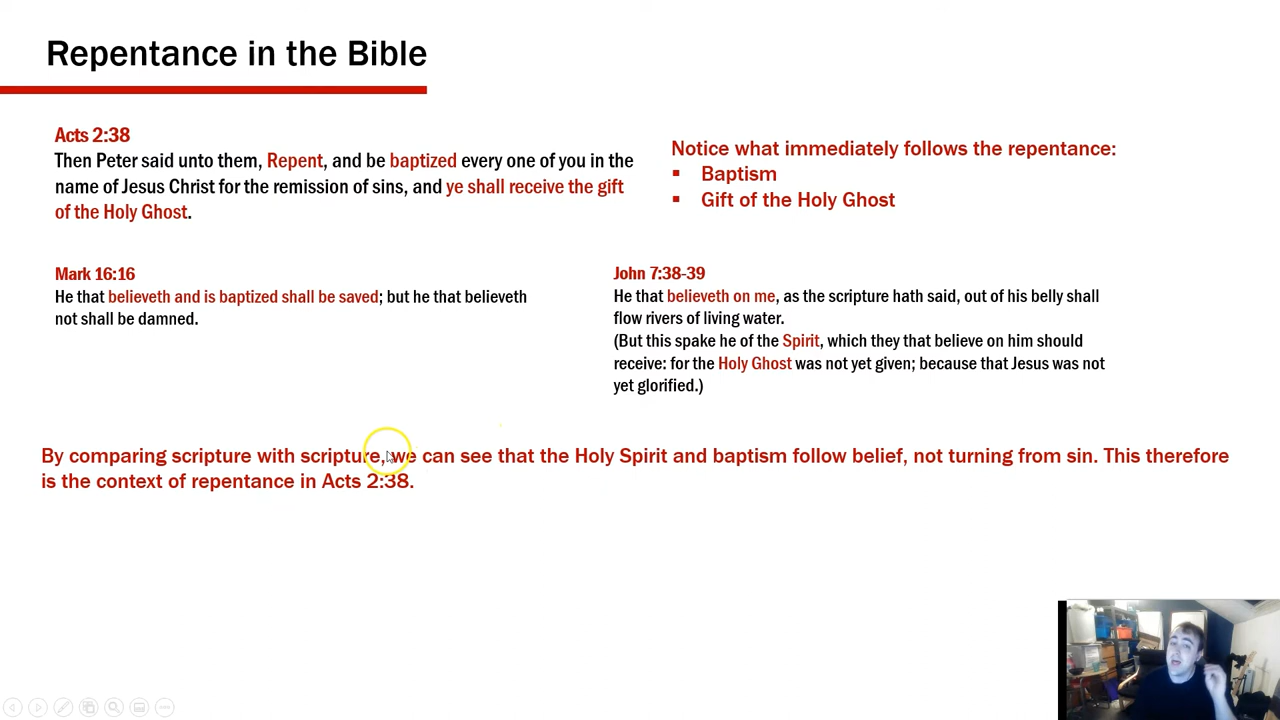 Repentance in the Bible
Acts 2:38
Then Peter said unto them, Repent, and be baptized every one of you in the
name of Jesus Christ for the remission of sins, and ye shall receive the gift
of the Holy Ghost.
Notice what immediately follows the repentance:
▪ Baptism
▪ Gift of the Holy Ghost
Mark 16:16
He that believeth and is baptized shall be saved; but he that believeth
not shall be damned.
John 7:38-39
He that believeth on me, as the scripture hath said, out of his belly shall
flow rivers of living water.
(But this spake he of the Spirit, which they that believe on him should
receive: for the Holy Ghost was not yet given; because that Jesus was not
yet glorified.)
By comparing scripture with scripture, we can see that the Holy Spirit and baptism follow belief, not turning from sin. This therefore
is the context of repentance in Acts 2:38.